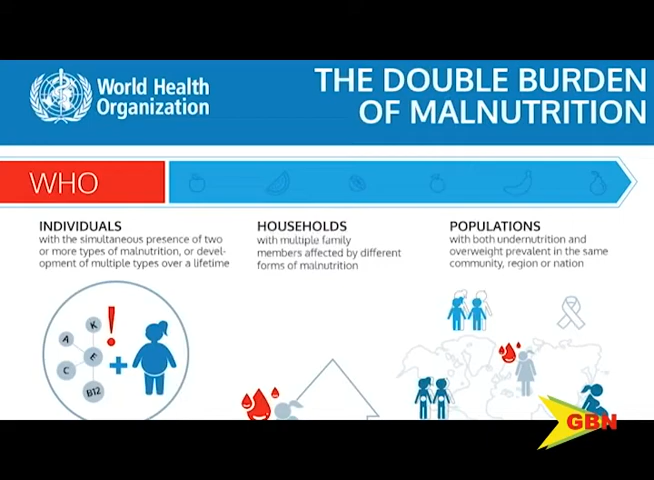 World Health
Organization
THE DOUBLE BURDEN
OF MALNUTRITION
WHO
INDIVIDUALS
with the simultaneous presence of two
or more types of malnutrition, or devel-
opment of multiple types over a lifetime
HOUSEHOLDS
with multiple family
members affected by different
forms of malnutrition
POPULATIONS
with both undernutrition and
overweight prevalent in the same
community, region or nation
K
A
E
C
B12
!
+
GBN